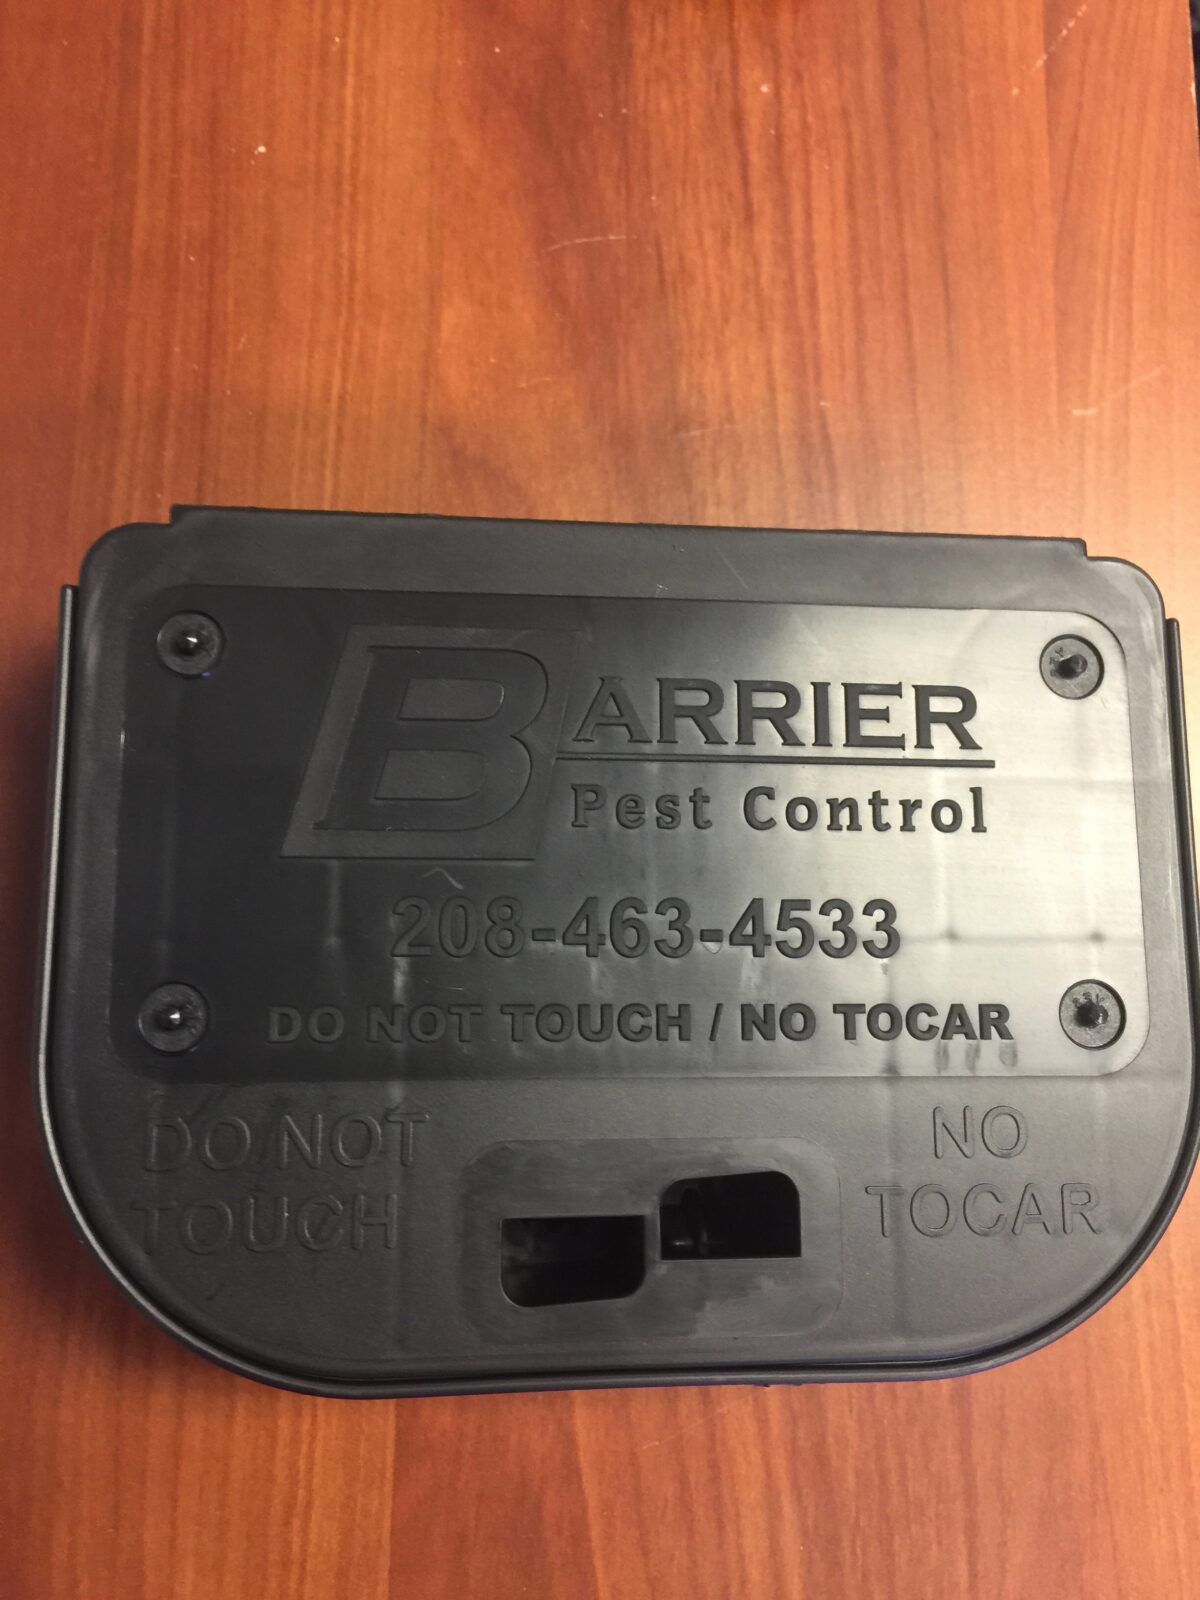 BARRIER
Pest Control
208-463-4533
DO NOT TOUCH / NO TOCAR
DO NOT
TOUCH
NO
TOCAR